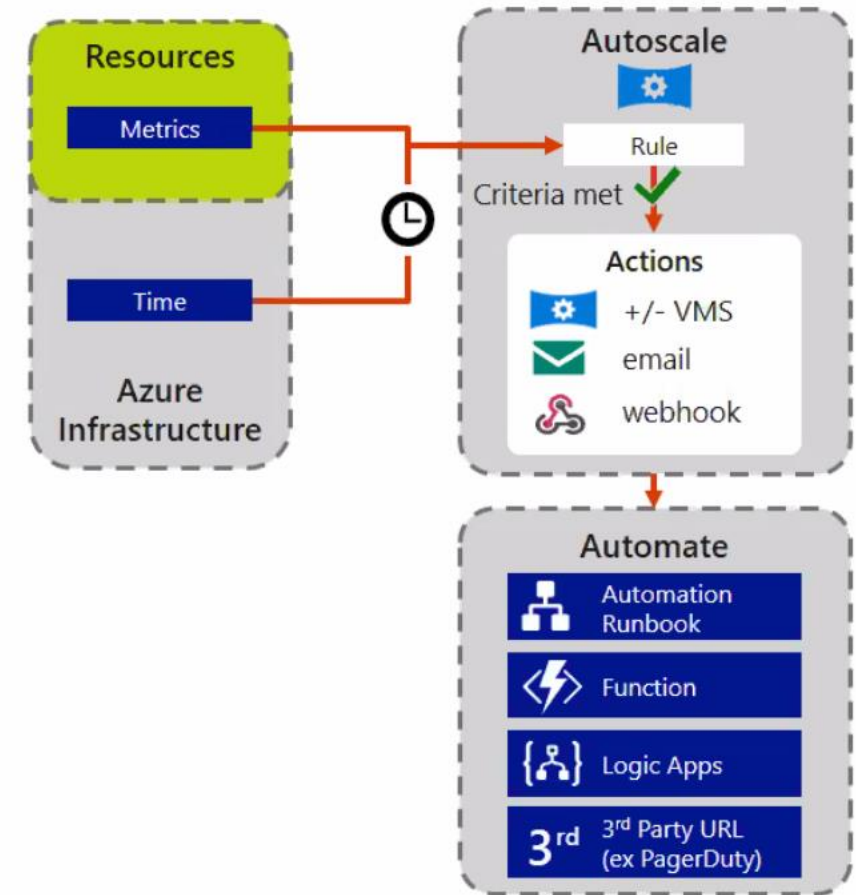 Resources
Metrics
Time
Azure
Infrastructure
Autoscale
Rule
Criteria met
Actions
+/- VMS
email
webhook
Automate
Automation
Runbook
Function
Logic Apps
3rd
3rd Party URL
(ex PagerDuty)